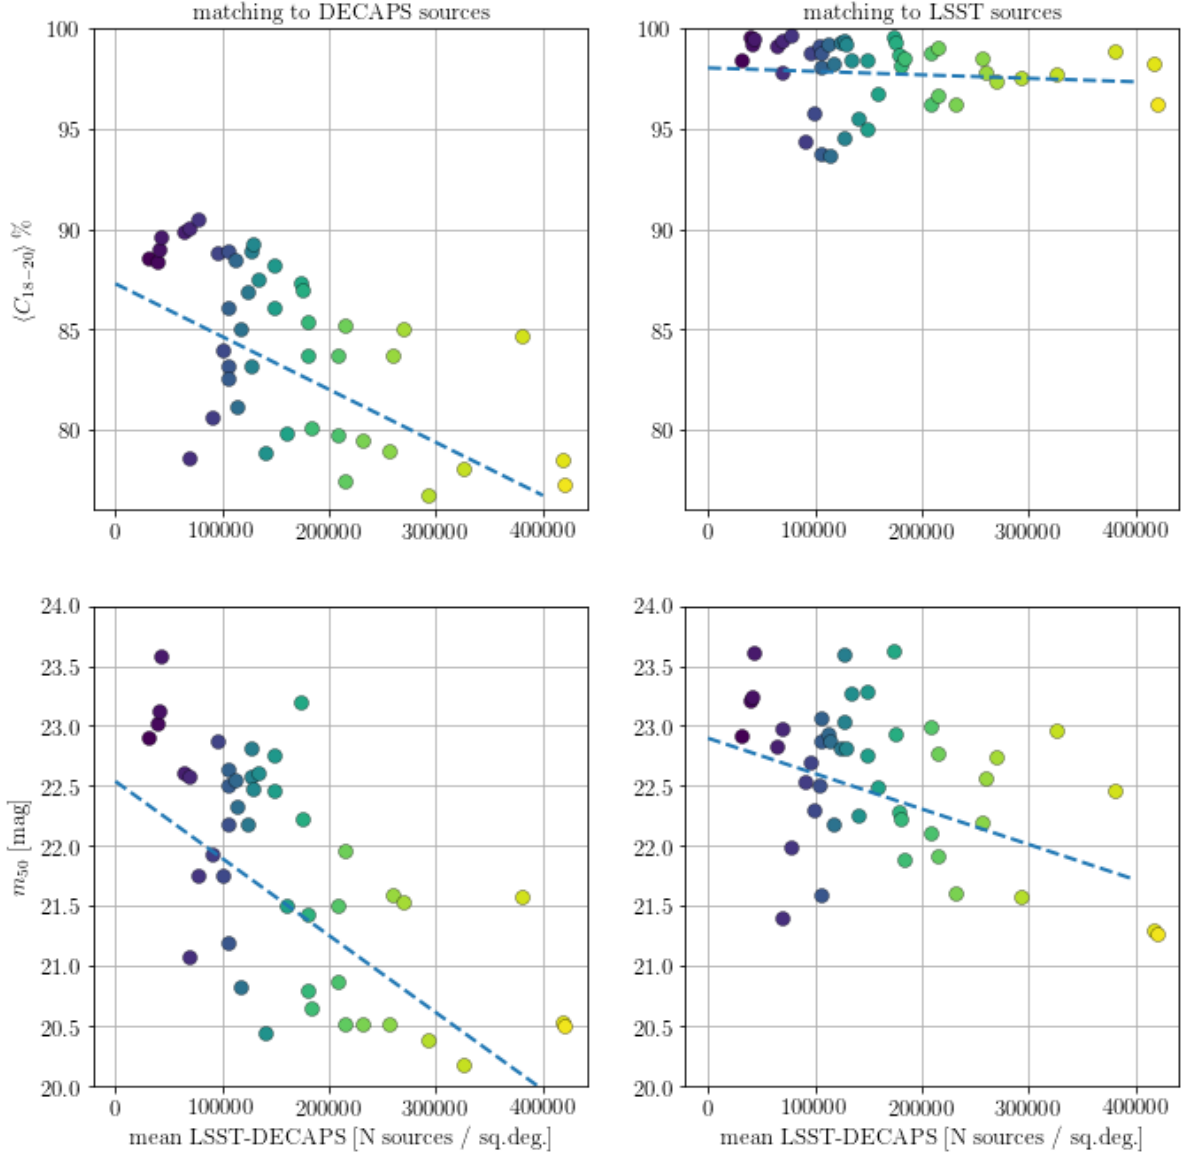 matching to DECAPS sources
matching to LSST sources
⟨C₁₈₋₂₀⟩ %
100
95
90
85
80
0 100000 200000 300000 400000
100
95
90
85
80
0 100000 200000 300000 400000
m₅₀ [mag]
24.0
23.5
23.0
22.5
22.0
21.5
21.0
20.5
20.0
0 100000 200000 300000 400000
mean LSST-DECAPS [N sources / sq.deg.]
24.0
23.5
23.0
22.5
22.0
21.5
21.0
20.5
20.0
0 100000 200000 300000 400000
mean LSST-DECAPS [N sources / sq.deg.]